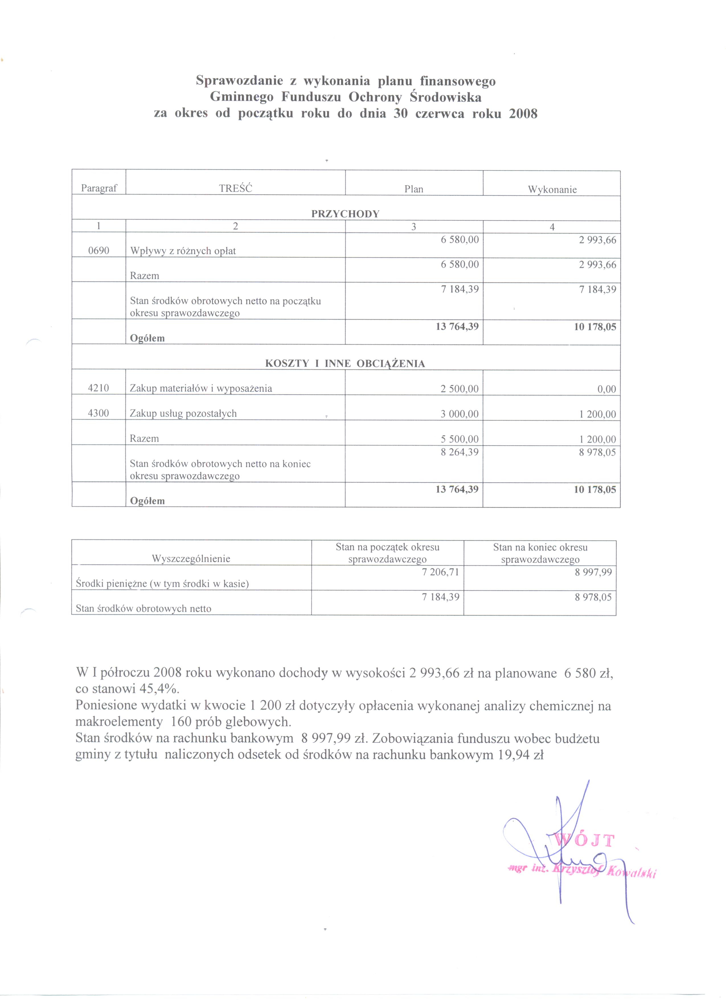 Sprawozdanie z wykonania planu finansowego
Gminnego Funduszu Ochrony Środowiska
za okres od początku roku do dnia 30 czerwca roku 2008
Paragraf TREŚĆ Plan Wykonanie
PRZYCHODY
1 2 3 4
0690 Wpływy z różnych opłat 6 580,00 2 993,66
Razem 6 580,00 2 993,66
Stan środków obrotowych netto na początku 7 184,39 7 184,39
okresu sprawozdawczego
Ogółem 13 764,39 10 178,05
KOSZTY I INNE OBCIĄŻENIA
4210 Zakup materiałów i wyposażenia 2 500,00 0,00
4300 Zakup usług pozostałych 3 000,00 1 200,00
Razem 5 500,00 1 200,00
Stan środków obrotowych netto na koniec 8 264,39 8 978,05
okresu sprawozdawczego
Ogółem 13 764,39 10 178,05
Wyszczególnienie Stan na początek okresu sprawozdawczego Stan na koniec okresu sprawozdawczego
Środki pieniężne (w tym środki w kasie) 7 206,71 8 997,99
Stan środków obrotowych netto 7 184,39 8 978,05
W I półroczu 2008 roku wykonano dochody w wysokości 2 993,66 zł na planowane 6 580 zł,
co stanowi 45,4%.
Poniesione wydatki w kwocie 1 200 zł dotyczyły opłacenia wykonanej analizy chemicznej na
makroelementy 160 prób glebowych.
Stan środków na rachunku bankowym 8 997,99 zł. Zobowiązania funduszu wobec budżetu
gminy z tytułu naliczonych odsetek od środków na rachunku bankowym 19,94 zł
WÓJT
mgr inż. Krzysztof Kowalski